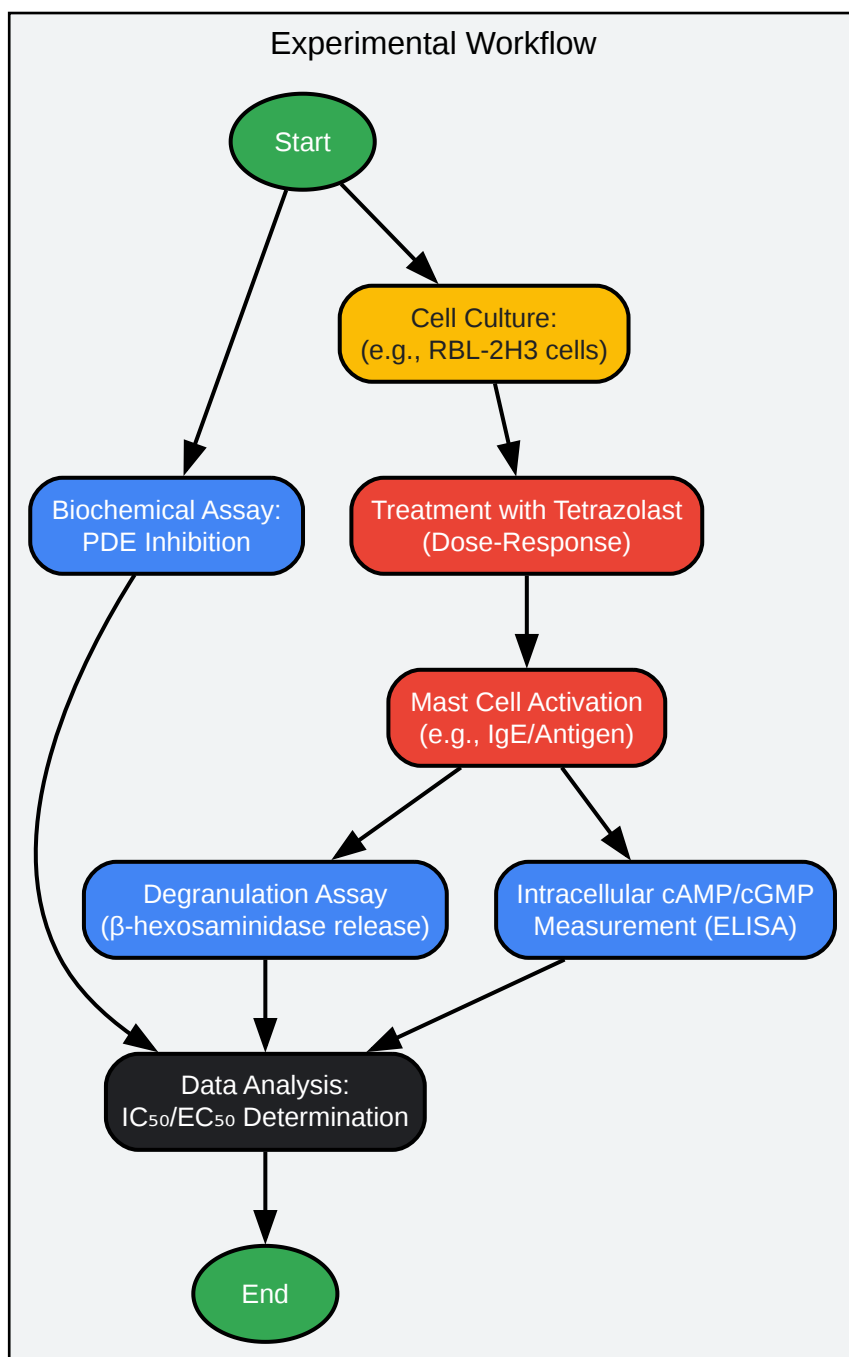 Experimental Workflow
Start
Cell Culture:
(e.g., RBL-2H3 cells)
Biochemical Assay:
PDE Inhibition
Treatment with Tetrazolast
(Dose-Response)
Mast Cell Activation
(e.g., IgE/Antigen)
Degranulation Assay
(β-hexosaminidase release)
Intracellular cAMP/cGMP
Measurement (ELISA)
Data Analysis:
IC₅₀/EC₅₀ Determination
End